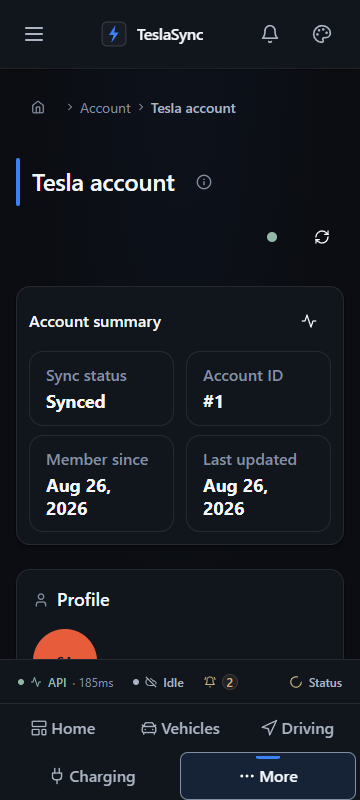 TeslaSync
Account
Tesla account
Tesla account
Account summary
Sync status
Synced
Account ID
#1
Member since
Aug 26,
2026
Last updated
Aug 26,
2026
Profile
API · 185ms
Idle
2
Status
Home
Vehicles
Driving
Charging
More